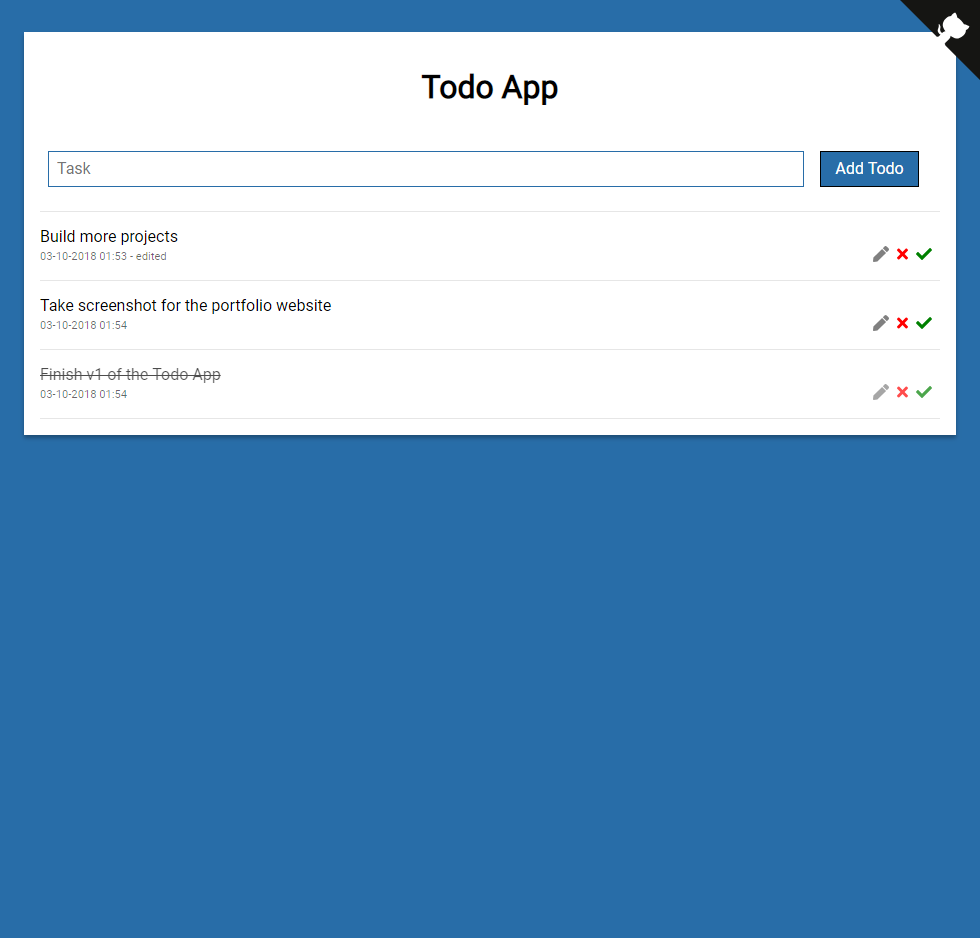 Todo App
Task
Add Todo
Build more projects
03-10-2018 01:53 - edited
Take screenshot for the portfolio website
03-10-2018 01:54
Finish v1 of the Todo App
03-10-2018 01:54